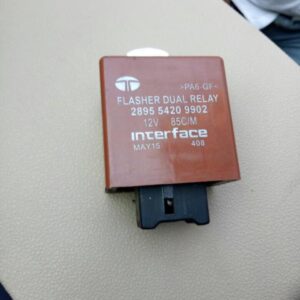 >PA6-GF<
FLASHER DUAL RELAY
2895 5420 9902
12V 85C/M
interface
MAY15 408